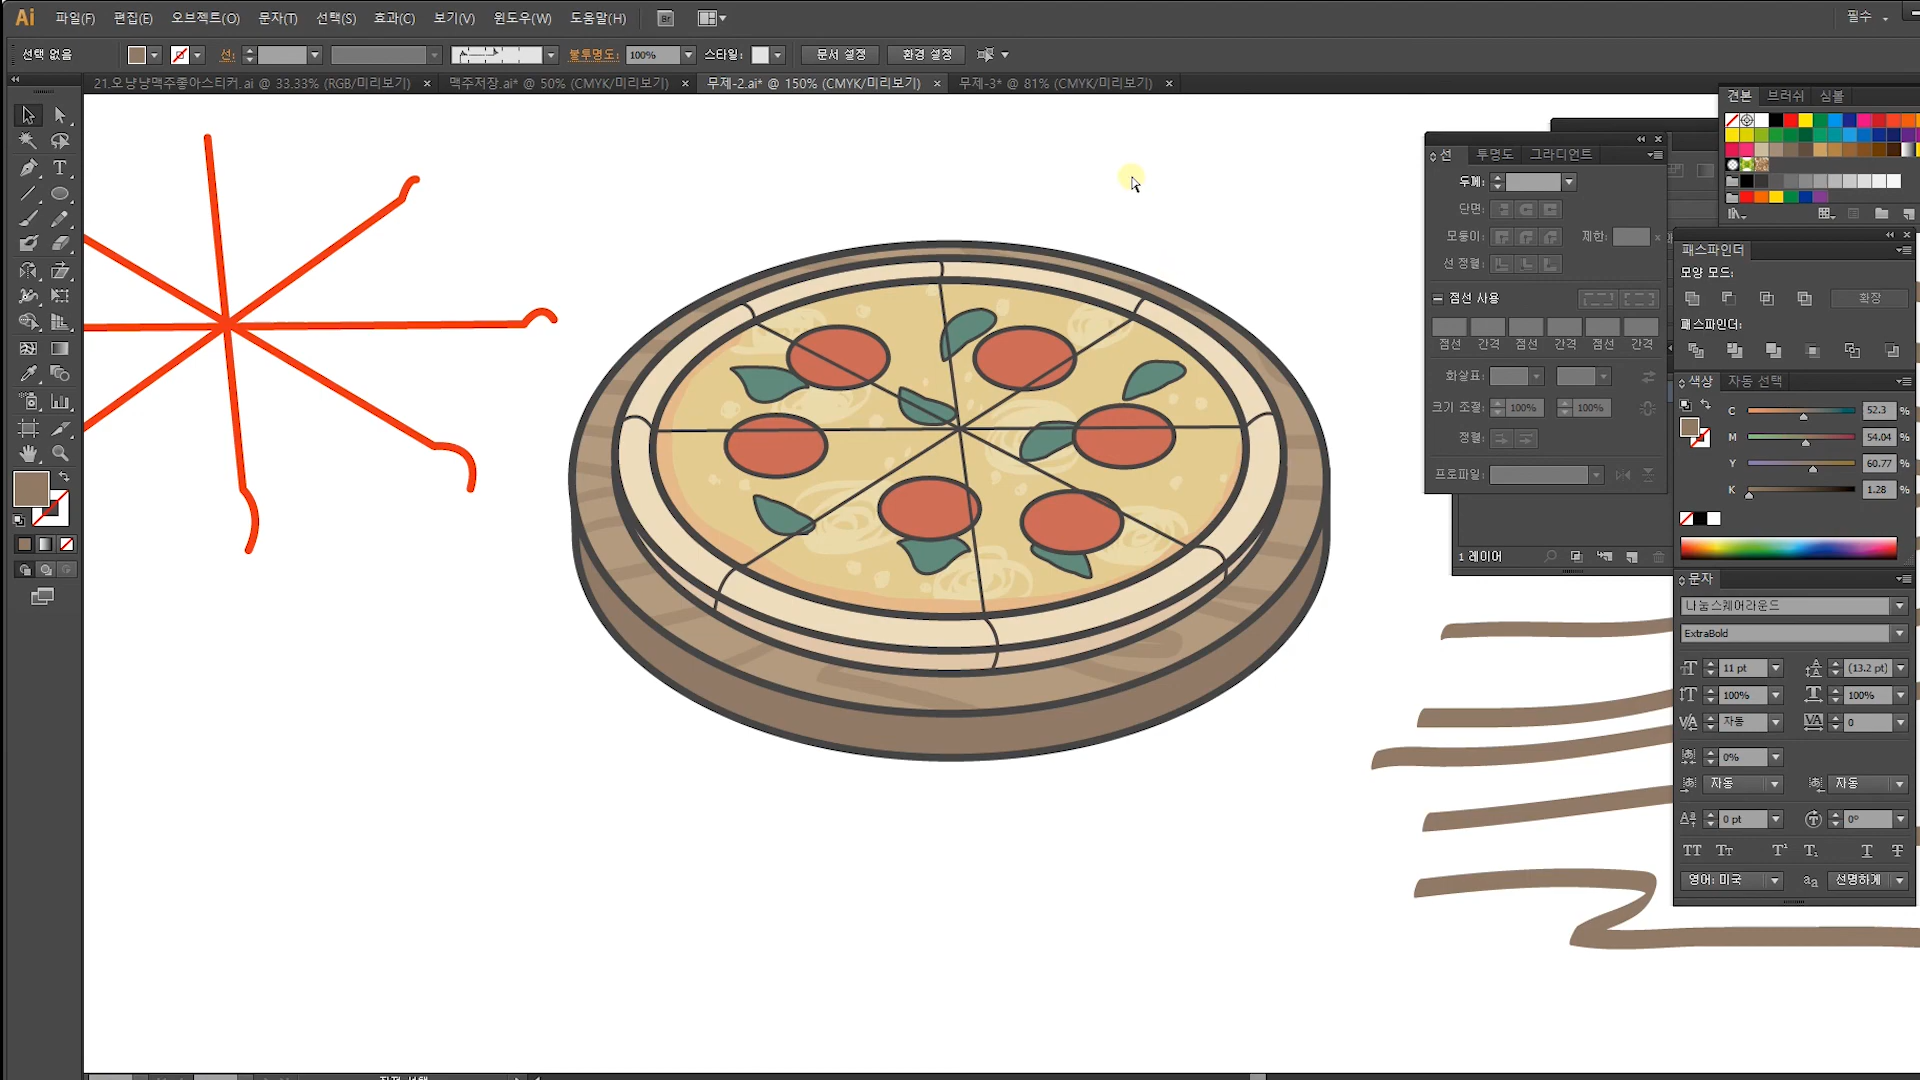 Ai 파일(F) 편집(E) 오브젝트(O) 문자(T) 선택(S) 효과(C) 보기(V) 윈도우(W) 도움말(H) Br 필수
선택 없음 선: 불투명도: 100% 스타일: 문서 설정 환경 설정
21.오냥냥맥주좋아스티커.ai @ 33.33% (RGB/미리보기) × 맥주저장.ai* @ 50% (CMYK/미리보기) × 무제-2.ai* @ 150% (CMYK/미리보기) × 무제-3* @ 81% (CMYK/미리보기) ×
견본 브러쉬 심볼
선 투명도 그라디언트
두께:
단면:
모퉁이: 제한: x
선 정렬:
점선 사용
점선 간격 점선 간격 점선 간격
화살표:
크기 조절: 100% 100%
정렬:
프로파일:
1 레이어
패스파인더
모양 모드:
확장
패스파인더:
색상 자동 선택
C 52.3 %
M 54.04 %
Y 60.77 %
K 1.28 %
문자
나눔스퀘어라운드
ExtraBold
11 pt (13.2 pt)
100% 100%
자동 0
0%
자동 자동
0 pt 0°
영어: 미국 선명하게
직접 선택